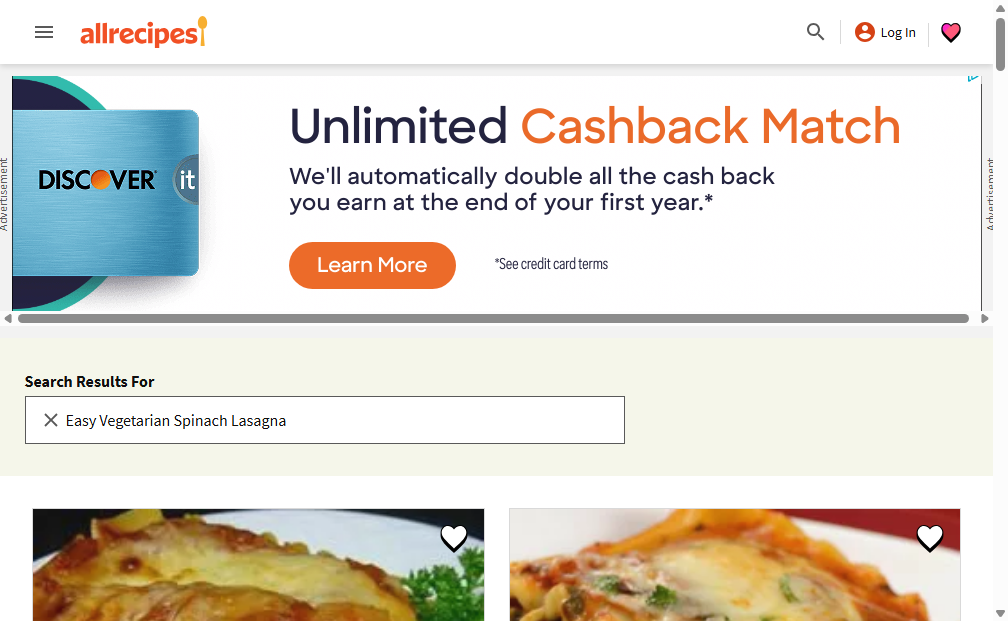 allrecipes
Log In
Advertisement
DISCOVER it
Unlimited Cashback Match
We'll automatically double all the cash back
you earn at the end of your first year.*
Learn More
*See credit card terms
Advertisement
Search Results For
Easy Vegetarian Spinach Lasagna